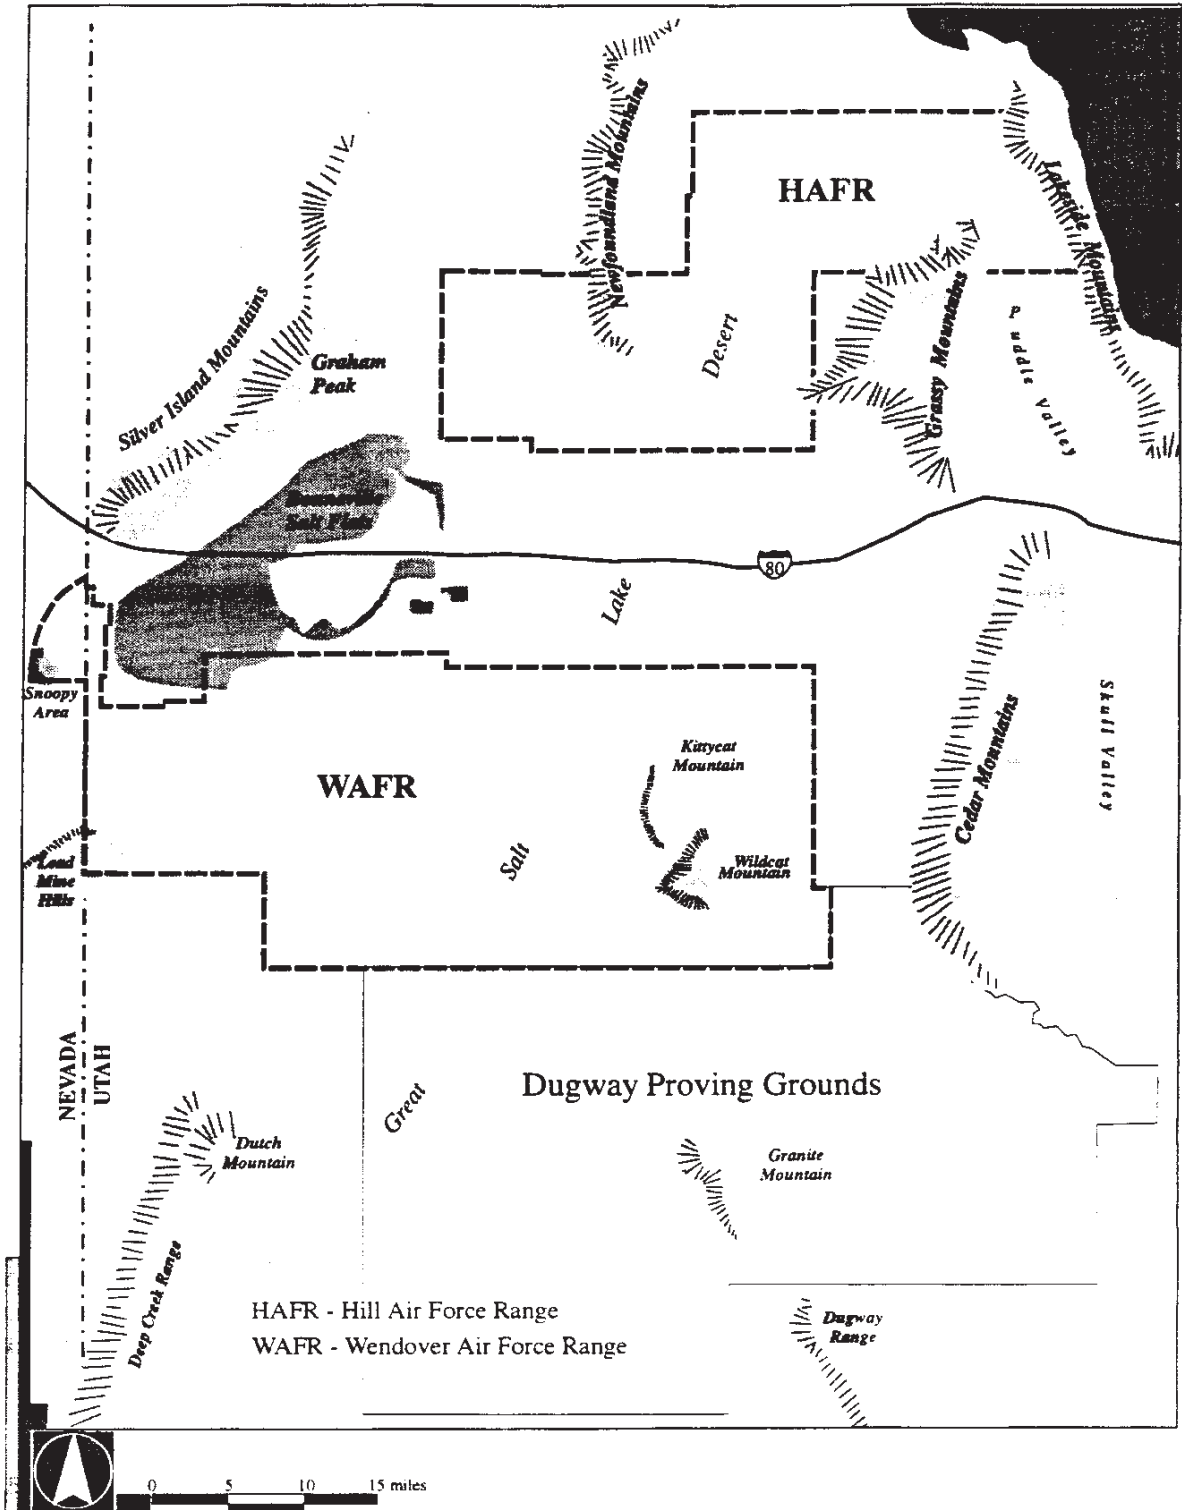 Newfoundland Mountains
HAFR
Lakeside Mountains
Silver Island Mountains
Graham
Peak
Desert
Grassy Mountains
Puddle Valley
Bonneville
Salt Flats
80
Lake
Snoopy
Area
Kittycat
Mountain
WAFR
Cedar Mountains
Skull Valley
Salt
Wildcat
Mountain
Lead
Mine
Hills
NEVADA
UTAH
Great
Dugway Proving Grounds
Dutch
Mountain
Granite
Mountain
Deep Creek Range
HAFR - Hill Air Force Range
WAFR - Wendover Air Force Range
Dugway
Range
0 5 10 15 miles